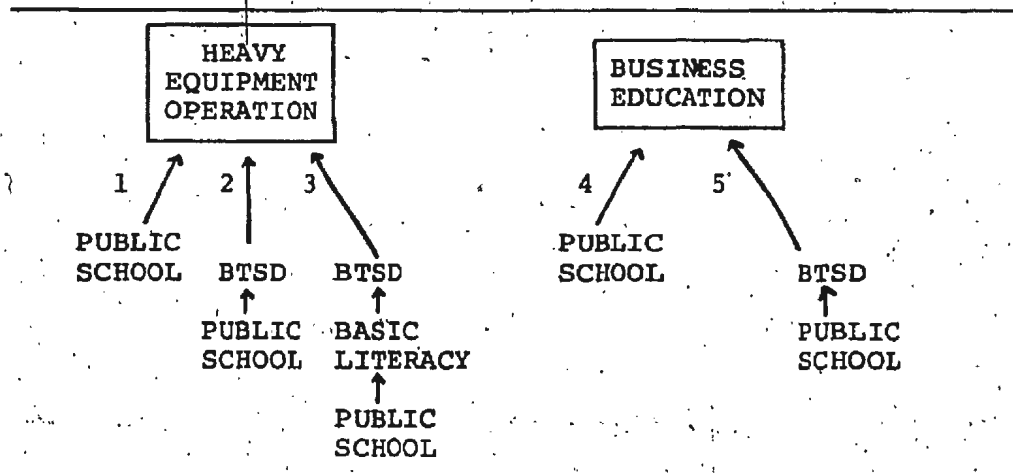 HEAVY
EQUIPMENT
OPERATION
BUSINESS
EDUCATION
1 2 3 4 5
PUBLIC
SCHOOL
BTSD
BTSD
PUBLIC
SCHOOL
BTSD
PUBLIC
SCHOOL
BASIC
LITERACY
PUBLIC
SCHOOL
PUBLIC
SCHOOL